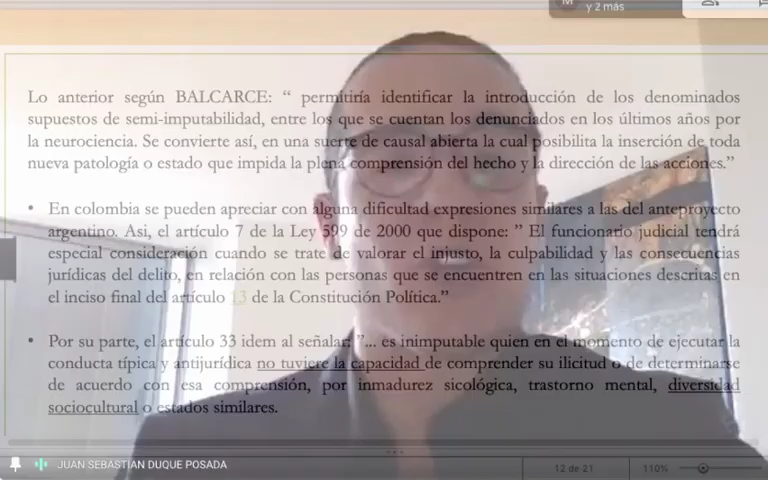 y 2 más
Lo anterior según BALCARCE: “ permitiría identificar la introducción de los denominados
supuestos de semi-imputabilidad, entre los que se cuentan los denunciados en los últimos años por
la neurociencia. Se convierte así, en una suerte de causal abierta la cual posibilita la inserción de toda
nueva patología o estado que impida la plena comprensión del hecho y la dirección de las acciones.”
• En colombia se pueden apreciar con alguna dificultad expresiones similares a las del anteproyecto
argentino. Asi, el artículo 7 de la Ley 599 de 2000 que dispone: ” El funcionario judicial tendrá
especial consideración cuando se trate de valorar el injusto, la culpabilidad y las consecuencias
jurídicas del delito, en relación con las personas que se encuentren en las situaciones descritas en
el inciso final del artículo 13 de la Constitución Política.”
• Por su parte, el artículo 33 idem al señalar: ”... es inimputable quien en el momento de ejecutar la
conducta típica y antijurídica no tuviere la capacidad de comprender su ilicitud o de determinarse
de acuerdo con esa comprensión, por inmadurez sicológica, trastorno mental, diversidad
sociocultural o estados similares.
JUAN SEBASTIAN DUQUE POSADA
12 de 21
110%